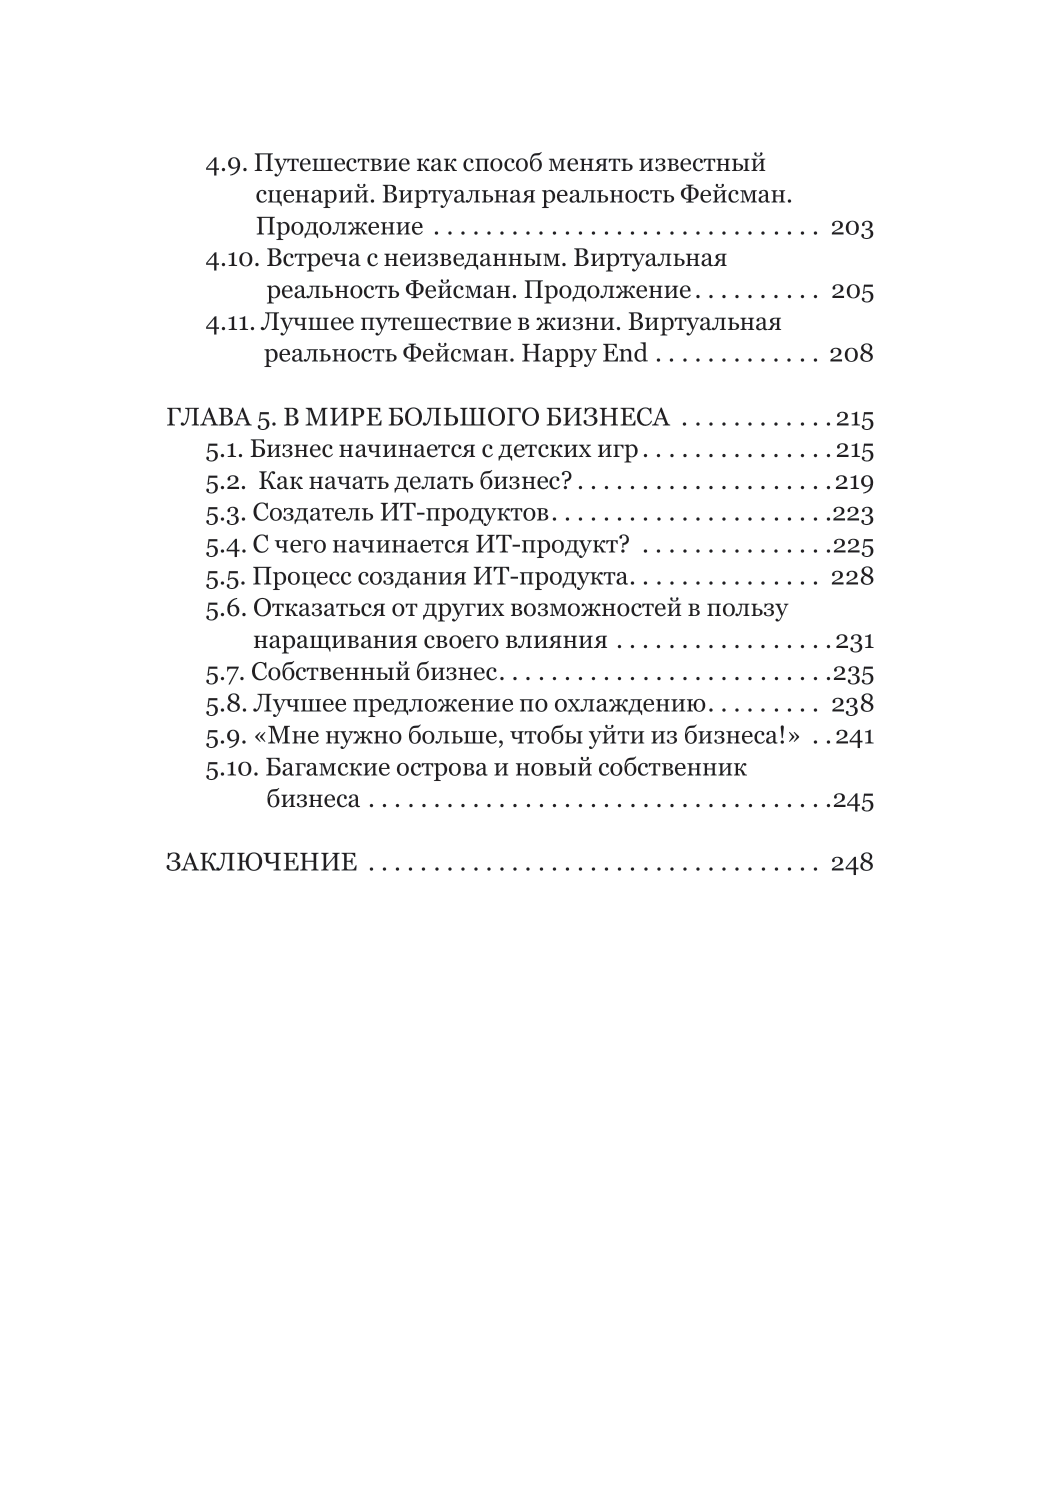 4.9. Путешествие как способ менять известный
сценарий. Виртуальная реальность Фейсман.
Продолжение . . . . . . . . . . . . . . . . . . . . . . . . . . . . . . 203
4.10. Встреча с неизведанным. Виртуальная
реальность Фейсман. Продолжение. . . . . . . . . . 205
4.11. Лучшее путешествие в жизни. Виртуальная
реальность Фейсман. Happy End . . . . . . . . . . . . . 208
ГЛАВА 5. В МИРЕ БОЛЬШОГО БИЗНЕСА . . . . . . . . . . . . 215
5.1. Бизнес начинается с детских игр . . . . . . . . . . . . . . . 215
5.2. Как начать делать бизнес? . . . . . . . . . . . . . . . . . . . . 219
5.3. Создатель ИТ-продуктов. . . . . . . . . . . . . . . . . . . . . .223
5.4. С чего начинается ИТ-продукт? . . . . . . . . . . . . . . .225
5.5. Процесс создания ИТ-продукта. . . . . . . . . . . . . . . 228
5.6. Отказаться от других возможностей в пользу
наращивания своего влияния . . . . . . . . . . . . . . . . . 231
5.7. Собственный бизнес. . . . . . . . . . . . . . . . . . . . . . . . . .235
5.8. Лучшее предложение по охлаждению. . . . . . . . . 238
5.9. «Мне нужно больше, чтобы уйти из бизнеса!» . . 241
5.10. Багамские острова и новый собственник
бизнеса . . . . . . . . . . . . . . . . . . . . . . . . . . . . . . . . . . . .245
ЗАКЛЮЧЕНИЕ . . . . . . . . . . . . . . . . . . . . . . . . . . . . . . . . . . . 248